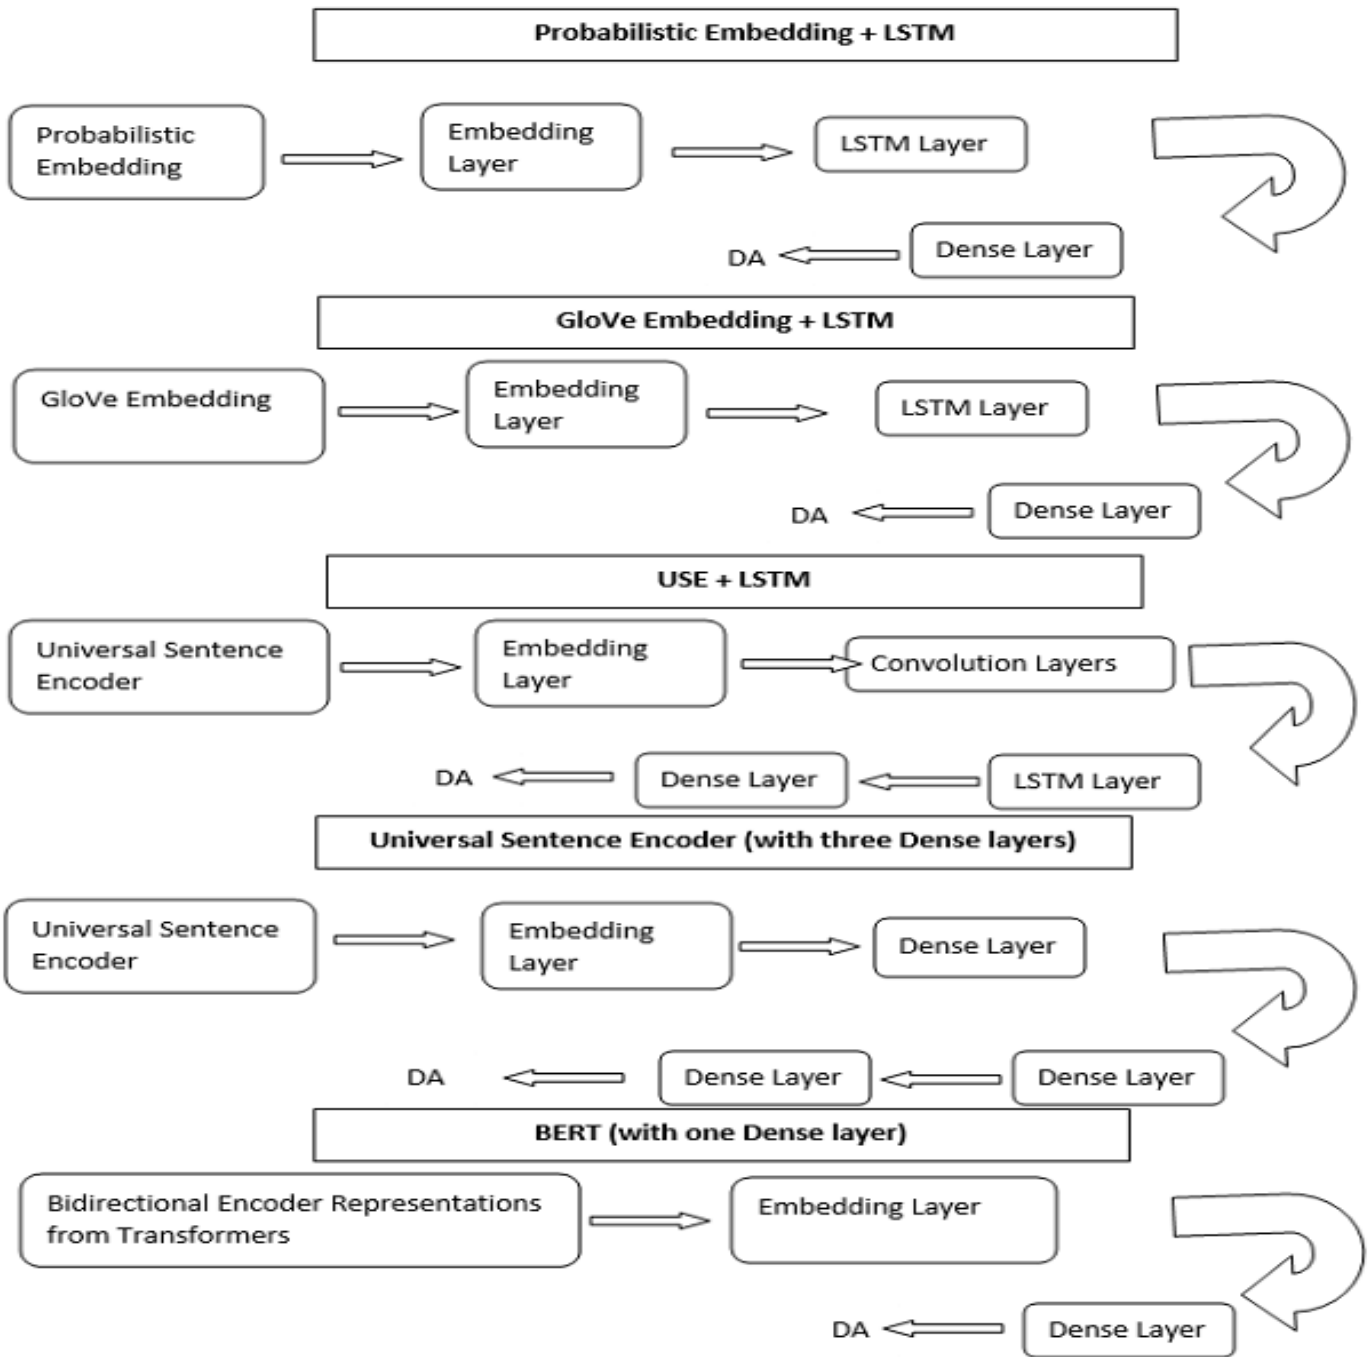 Probabilistic Embedding + LSTM
Probabilistic
Embedding
Embedding
Layer
LSTM Layer
DA
Dense Layer
GloVe Embedding + LSTM
GloVe Embedding
Embedding
Layer
LSTM Layer
DA
Dense Layer
USE + LSTM
Universal Sentence
Encoder
Embedding
Layer
Convolution Layers
DA
Dense Layer
LSTM Layer
Universal Sentence Encoder (with three Dense layers)
Universal Sentence
Encoder
Embedding
Layer
Dense Layer
DA
Dense Layer
Dense Layer
BERT (with one Dense layer)
Bidirectional Encoder Representations
from Transformers
Embedding Layer
DA
Dense Layer